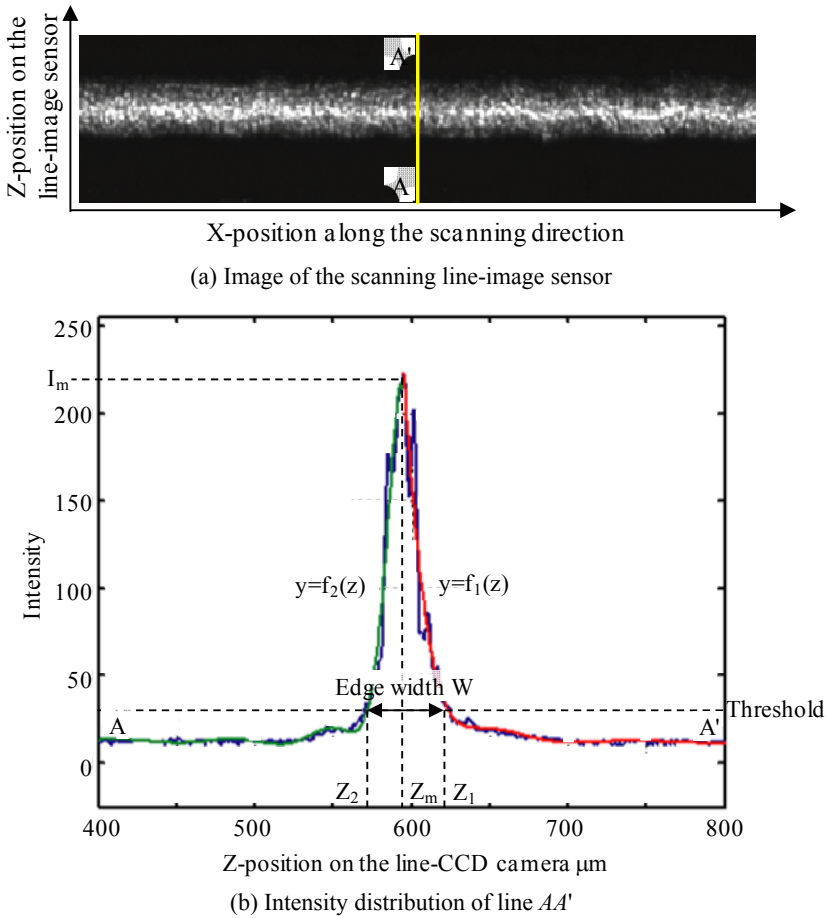 Z-position on the
line-image sensor
A'
A
X-position along the scanning direction
(a) Image of the scanning line-image sensor
250
Iₘ
200
150
Intensity
100
y=f₂(z)
y=f₁(z)
50
Edge width W
Threshold
A
A'
0
Z₂
Zₘ
Z₁
400
500
600
700
800
Z-position on the line-CCD camera μm
(b) Intensity distribution of line AA'